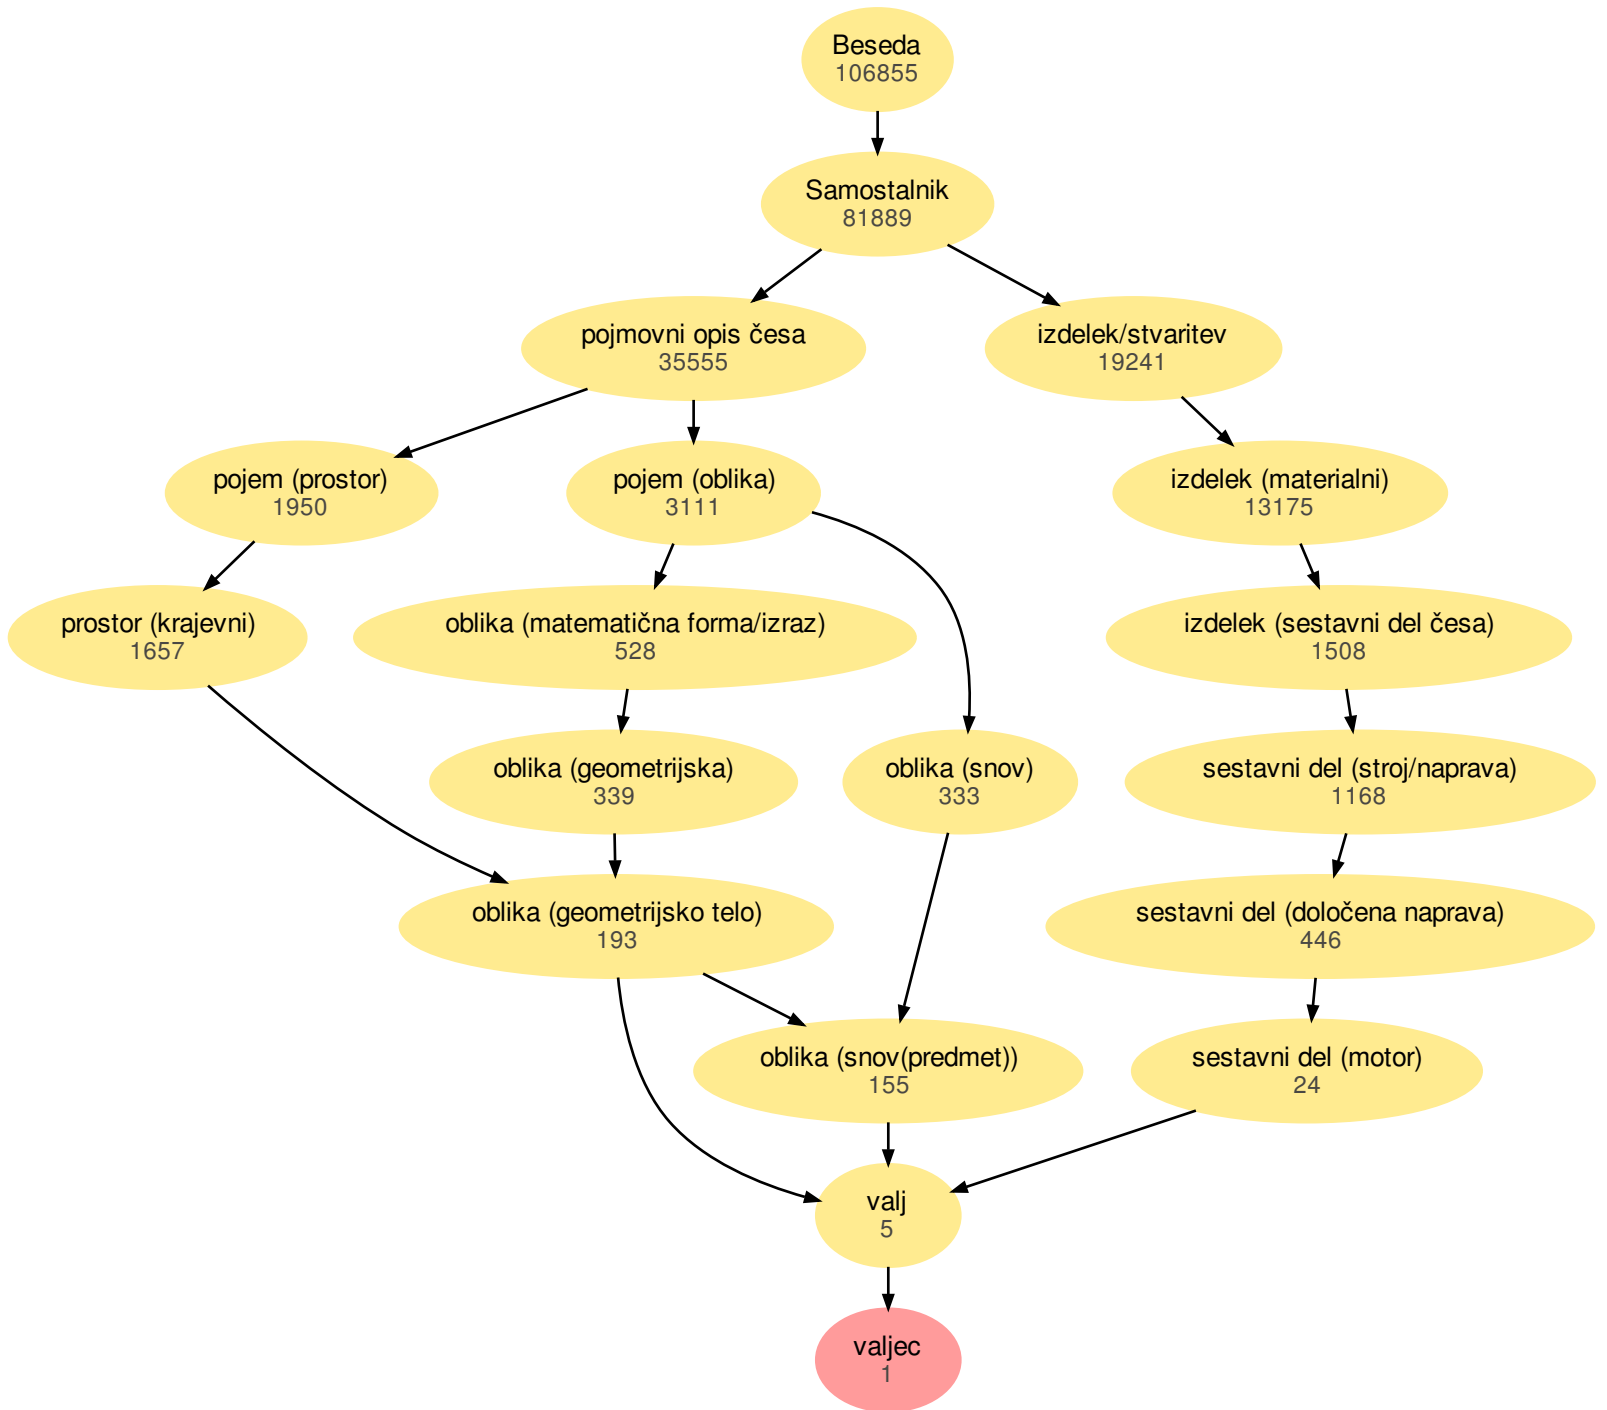 Beseda
106855
Samostalnik
81889
pojmovni opis česa
35555
izdelek/stvaritev
19241
pojem (prostor)
1950
pojem (oblika)
3111
izdelek (materialni)
13175
prostor (krajevni)
1657
oblika (matematična forma/izraz)
528
izdelek (sestavni del česa)
1508
oblika (geometrijska)
339
oblika (snov)
333
sestavni del (stroj/naprava)
1168
oblika (geometrijsko telo)
193
sestavni del (določena naprava)
446
oblika (snov(predmet))
155
sestavni del (motor)
24
valj
5
valjec
1